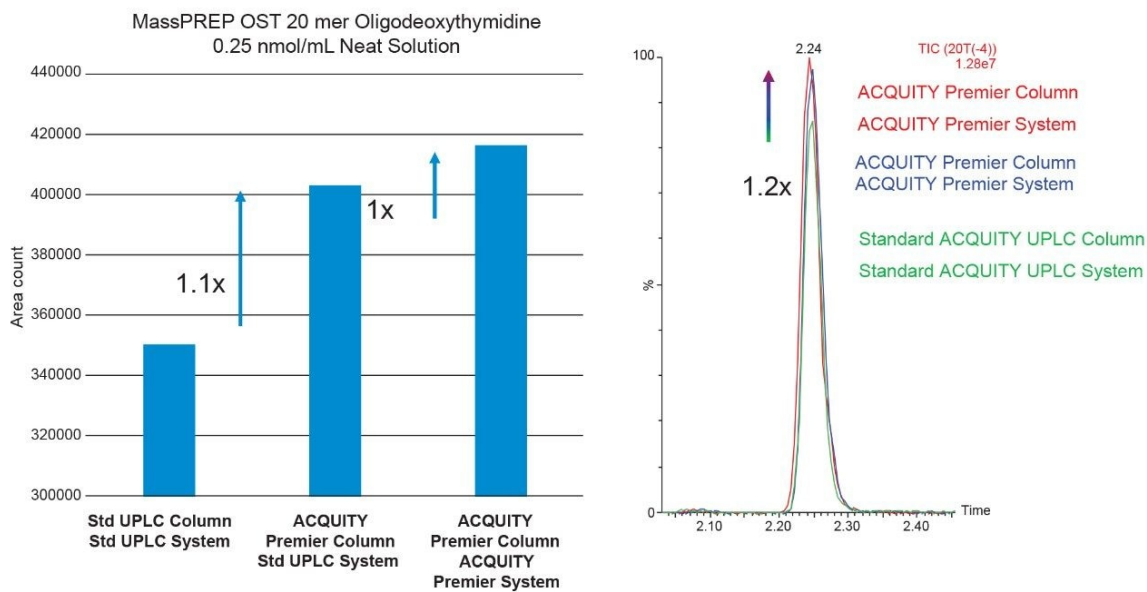 MassPREP OST 20 mer Oligodeoxythymidine
0.25 nmol/mL Neat Solution
440000
420000
400000
380000
360000
340000
320000
300000
Area count
1.1x
1x
Std UPLC Column
Std UPLC System
ACQUITY
Premier Column
Std UPLC System
ACQUITY
Premier Column
ACQUITY
Premier System
2.24
TIC (20T(-4))
1.28e7
100
%
0
1.2x
ACQUITY Premier Column
ACQUITY Premier System
ACQUITY Premier Column
ACQUITY Premier System
Standard ACQUITY UPLC Column
Standard ACQUITY UPLC System
2.10
2.20
2.30
2.40
Time